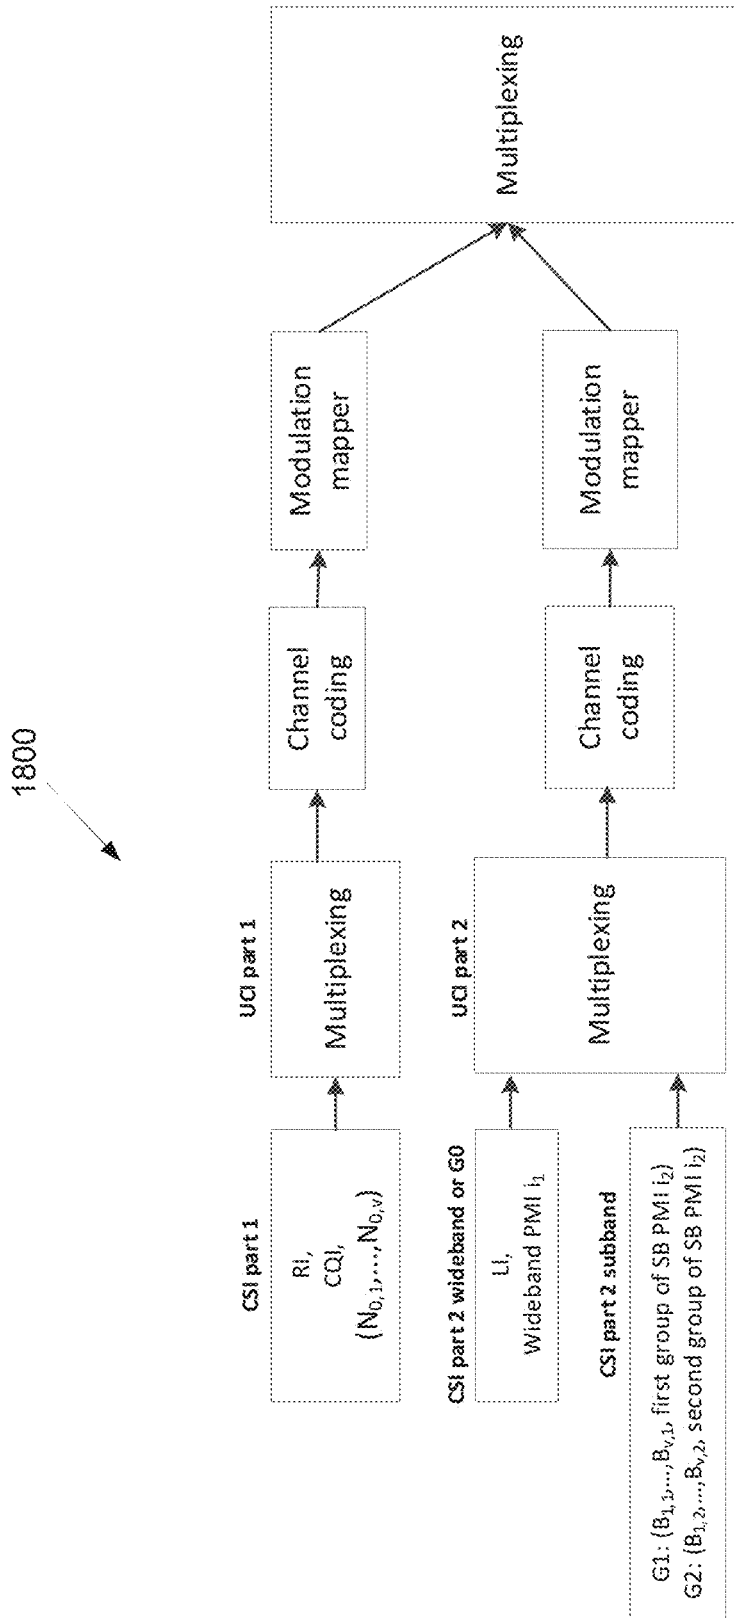 1800
CSI part 1
RI,
CQI,
(N0,1,...,N0,v)
UCI part 1
Multiplexing
Channel
coding
Modulation
mapper
CSI part 2 wideband or G0
LI,
Wideband PMI i1
CSI part 2 subband
G1: (B1,1,...,Bv,1, first group of SB PMI i2)
G2: (B1,2,...,Bv,2, second group of SB PMI i2)
UCI part 2
Multiplexing
Channel
coding
Modulation
mapper
Multiplexing